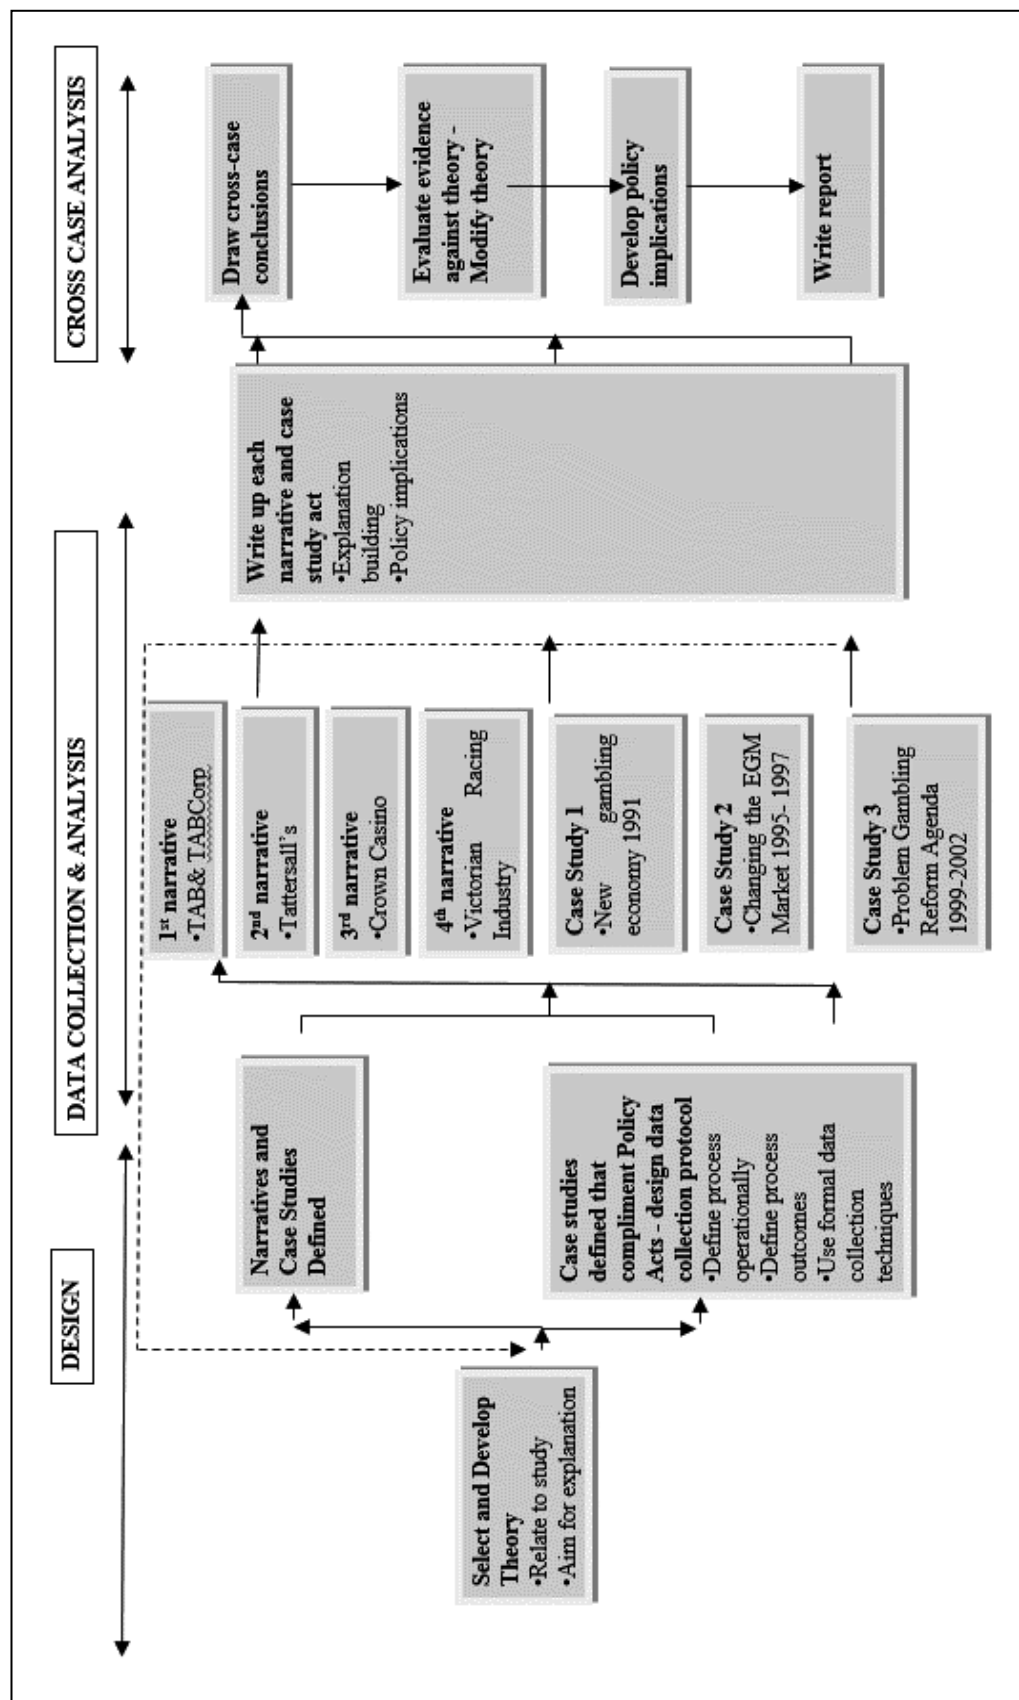 DESIGN
DATA COLLECTION & ANALYSIS
CROSS CASE ANALYSIS
Select and Develop
Theory
•Relate to study
•Aim for explanation
Narratives and
Case Studies
Defined
Case studies
defined that
compliment Policy
Acts - design data
collection protocol
•Define process
operationally
•Define process
outcomes
•Use formal data
collection
techniques
1st narrative
•TAB& TABCorp
2nd narrative
•Tattersall's
3rd narrative
•Crown Casino
4th narrative
•Victorian Racing
Industry
Case Study 1
•New gambling
economy 1991
Case Study 2
•Changing the EGM
Market 1995- 1997
Case Study 3
•Problem Gambling
Reform Agenda
1999-2002
Write up each
narrative and case
study act
•Explanation
building
•Policy implications
Draw cross-case
conclusions
Evaluate evidence
against theory -
Modify theory
Develop policy
implications
Write report